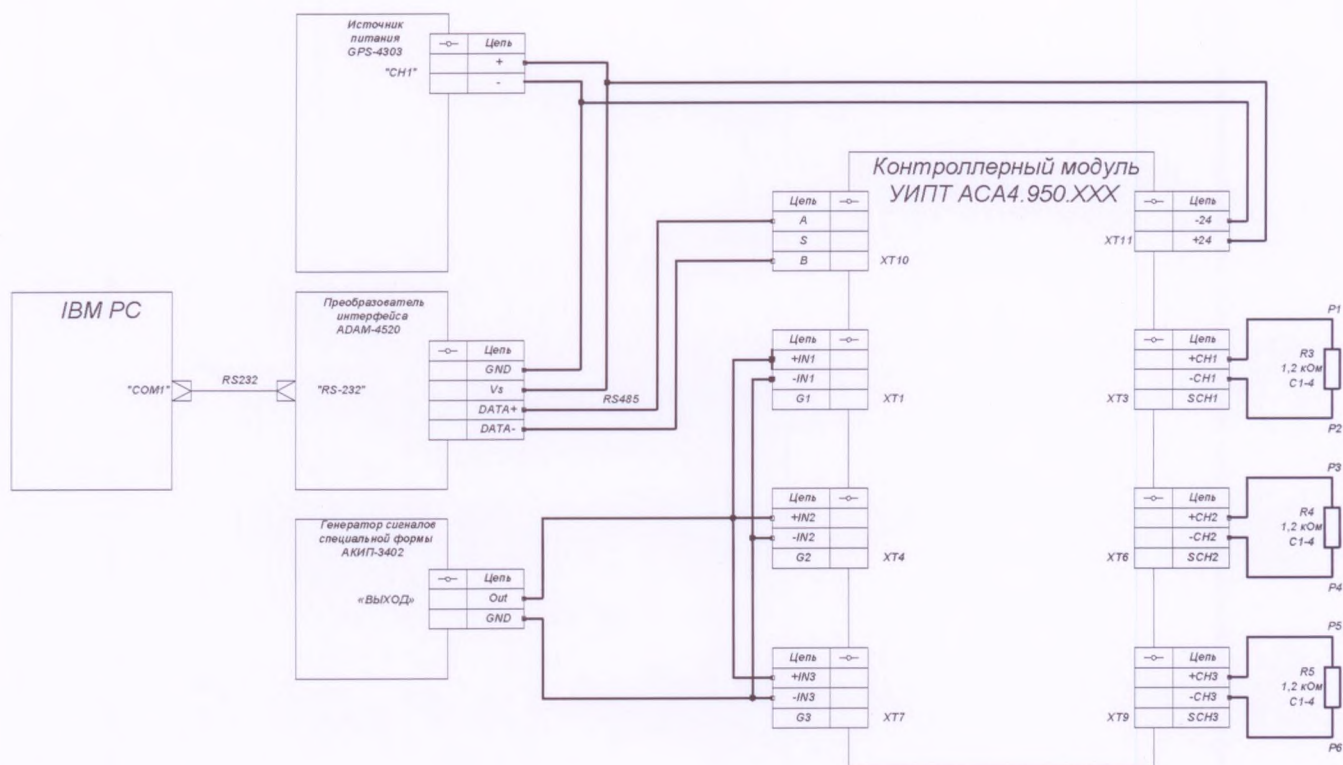 Источник
питания
GPS-4303
"CH1"
Цепь
+
-
Контроллерный модуль
УИПТ АСА4.950.ХХХ
Цепь
A
S
B
XT10
Цепь
-24
+24
XT11
IBM PC
"COM1"
RS232
Преобразователь
интерфейса
ADAM-4520
"RS-232"
Цепь
GND
Vs
DATA+
DATA-
RS485
Цепь
+IN1
-IN1
G1
XT1
Цепь
+CH1
-CH1
SCH1
XT3
P1
R3
1,2 кОм
С1-4
P2
Генератор сигналов
специальной формы
АКИП-3402
«ВЫХОД»
Цепь
Out
GND
Цепь
+IN2
-IN2
G2
XT4
Цепь
+CH2
-CH2
SCH2
XT6
P3
R4
1,2 кОм
С1-4
P4
Цепь
+IN3
-IN3
G3
XT7
Цепь
+CH3
-CH3
SCH3
XT9
P5
R5
1,2 кОм
С1-4
P6